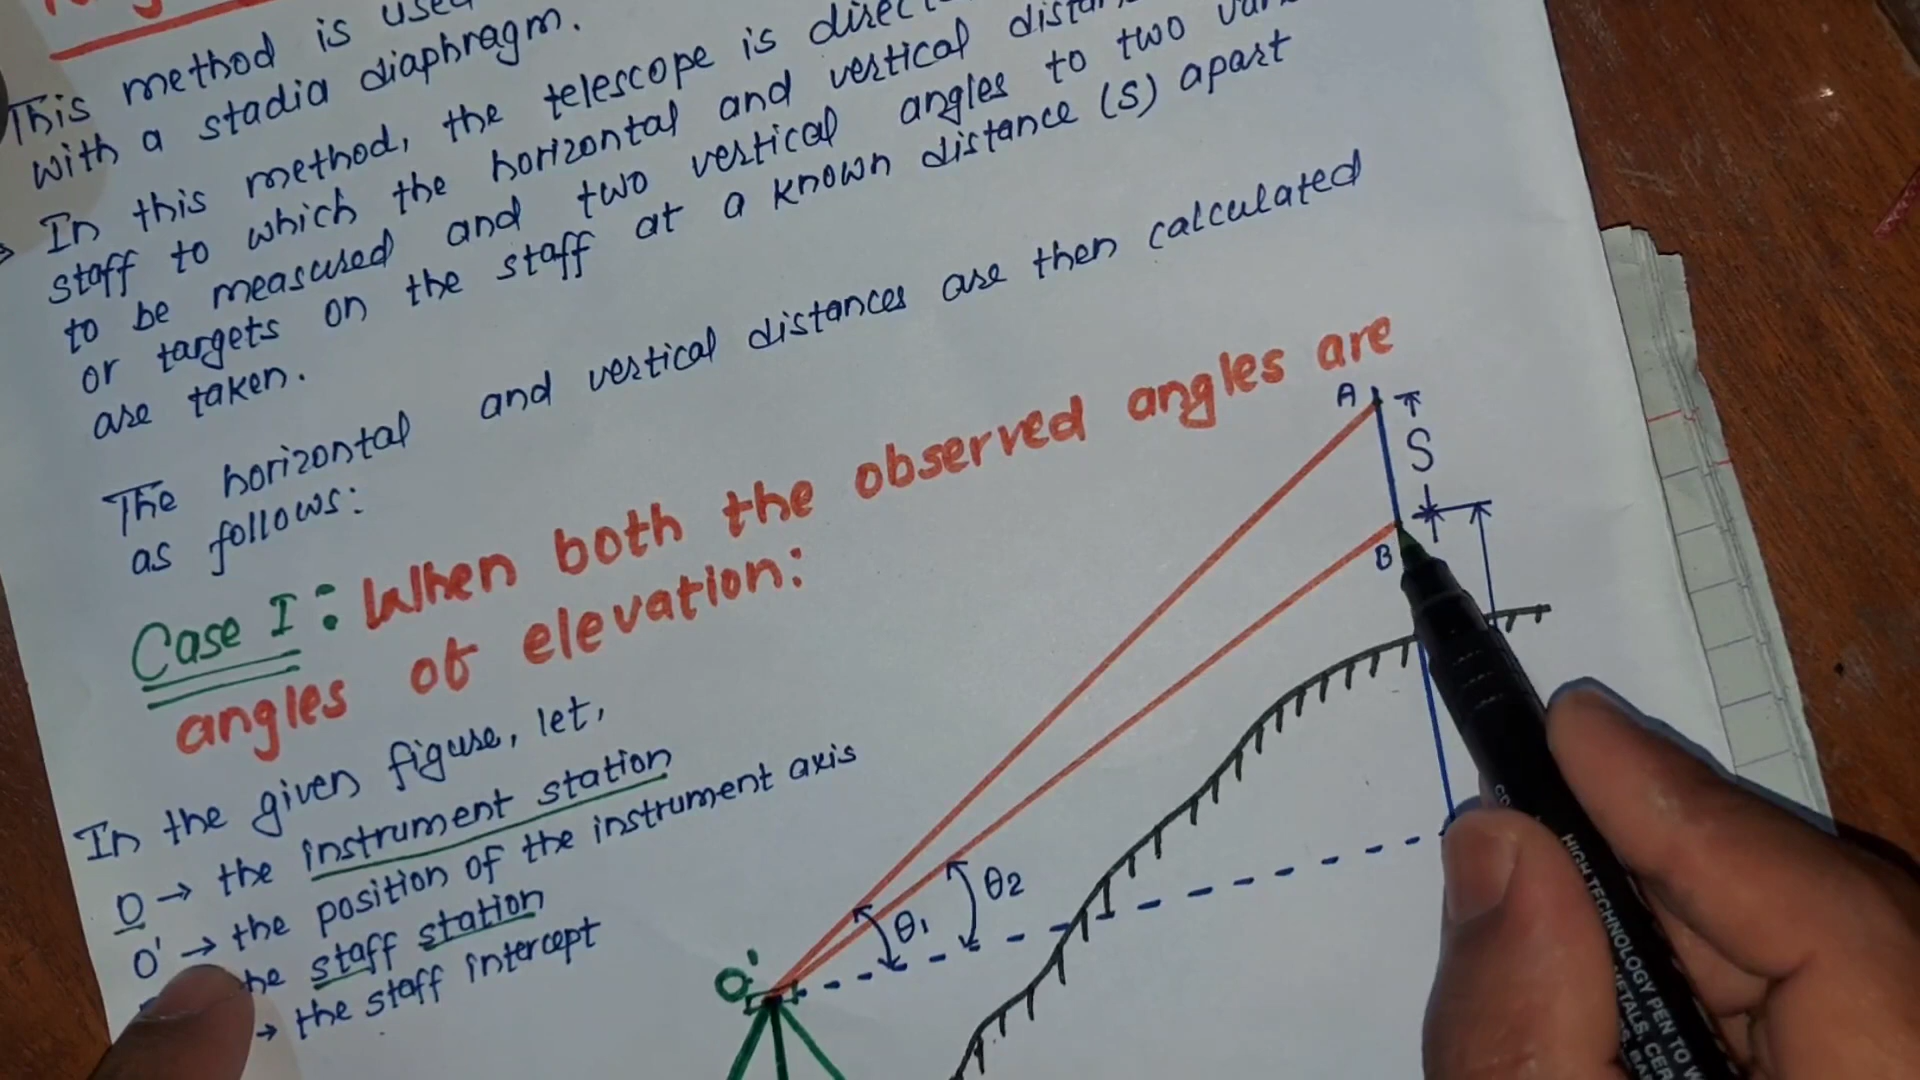 This method is used
with a stadia diaphragm.
In this method, the telescope is
staff to which the horizontal and vertical
to be measured and two vertical angles to two
or targets on the staff at a known distance (S) apart
are taken.
The horizontal and vertical distances are then calculated
as follows:
Case I: When both the observed angles are
angles of elevation:
In the given figure, let,
O → the instrument station
O' → the position of the instrument axis
staff station
→ the staff intercept
A
S
B
θ2
θ1
O'
HIGH TECHNOLOGY PEN TO